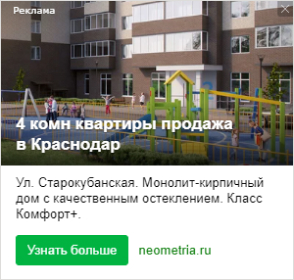 Реклама
4 комн квартиры продажа
в Краснодар
Ул. Старокубанская. Монолит-кирпичный
дом с качественным остеклением. Класс
Комфорт+.
Узнать больше neometria.ru